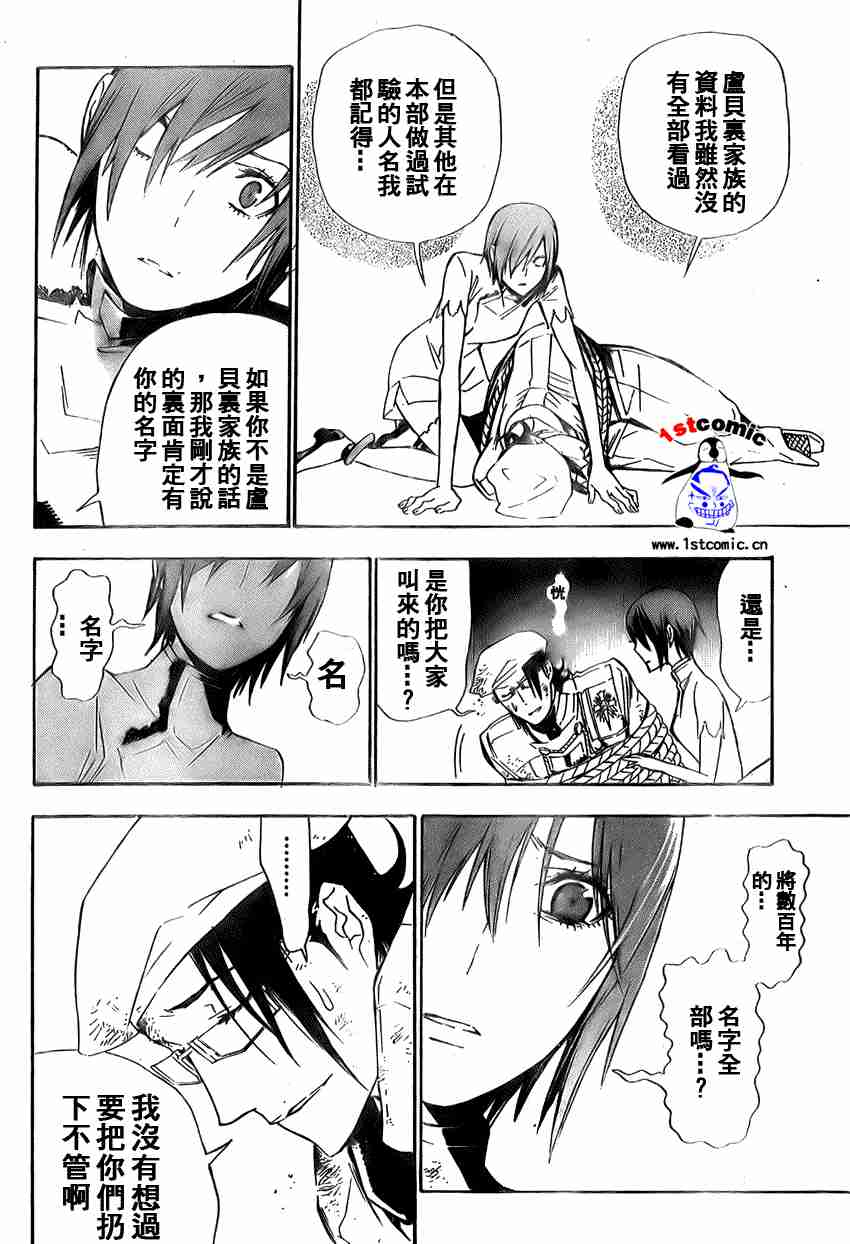 盧貝裏家族的
資料我雖然沒
有全部看過
但是其他在
本部做過試
驗的人名我
都記得…
如果你不是盧
貝裏家族的話
，那我剛才說
的裏面肯定有
你的名字
1stcomic
www.1stcomic.cn
還是…
恍
是你把大家
叫來的嗎…?
名
名字
…
將數百年
的…
名字全
部嗎…?
………
我沒有想過
要把你們扔
下不管啊